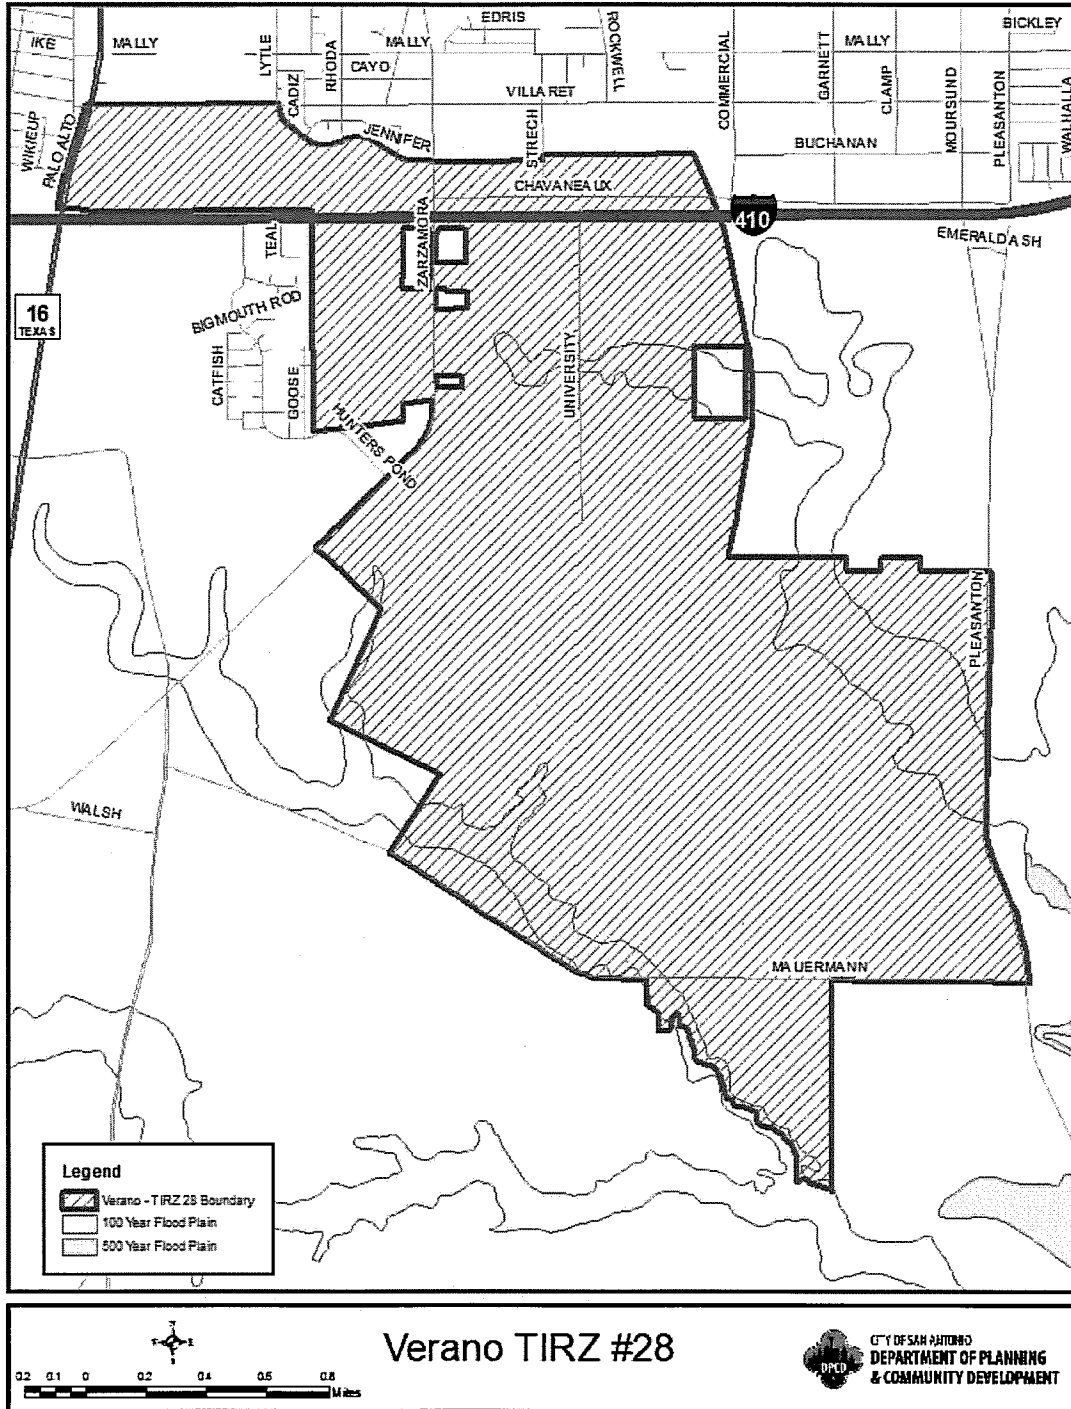 EDRIS
BICKLEY
IKE
MALLY
LYTLE
RHODA
MALLY
ROCKWELL
COMMERCIAL
GARNETT
MALLY
CAYO
CADIZ
VILLARET
CLAMP
MOURSUND
PLEASANTON
WALHALLA
WIKIEUP
PALO ALTO
JENNIFER
STRECH
BUCHANAN
CHAVANEAUX
410
TEAL
ZARZAMORA
EMERALD ASH
16
TEXAS
BIGMOUTH ROD
CATFISH
GOOSE
UNIVERSITY
HUNTERS POND
PLEASANTON
WALSH
MAUERMANN
Legend
Verano - TIRZ 28 Boundary
100 Year Flood Plain
500 Year Flood Plain
Verano TIRZ #28
0.2 0.1 0 0.2 0.4 0.6 0.8
Miles
DPCD
CITY OF SAN ANTONIO
DEPARTMENT OF PLANNING
& COMMUNITY DEVELOPMENT